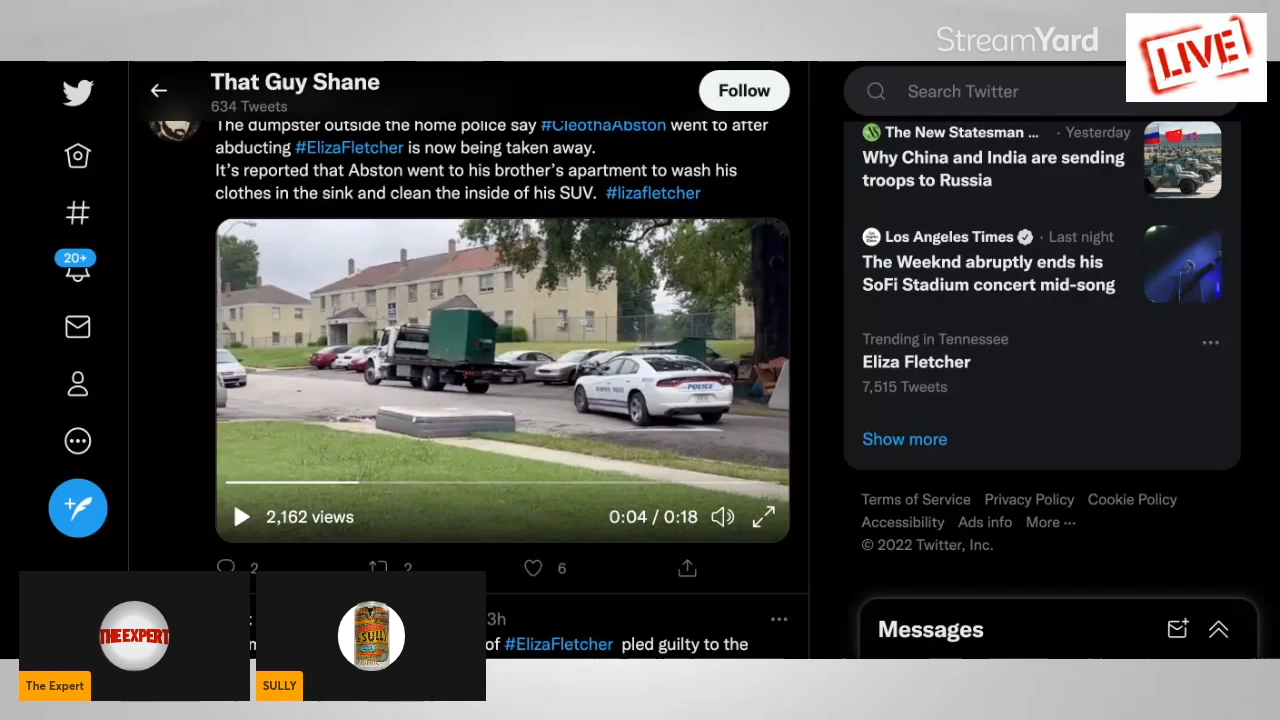 StreamYard
LIVE
That Guy Shane
634 Tweets
Follow
Search Twitter
The dumpster outside the home police say #CleothaAbston went to after
abducting #ElizaFletcher is now being taken away.
It's reported that Abston went to his brother's apartment to wash his
clothes in the sink and clean the inside of his SUV. #lizafletcher
POLICE
2,162 views
0:04 / 0:18
2
2
6
3h
of #ElizaFletcher pled guilty to the
20+
The New Statesman ... · Yesterday
Why China and India are sending
troops to Russia
Los Angeles Times · Last night
The Weeknd abruptly ends his
SoFi Stadium concert mid-song
Trending in Tennessee
Eliza Fletcher
7,515 Tweets
Show more
Terms of Service Privacy Policy Cookie Policy
Accessibility Ads info More ···
© 2022 Twitter, Inc.
Messages
THE EXPERT
The Expert
SULLY
SULLY